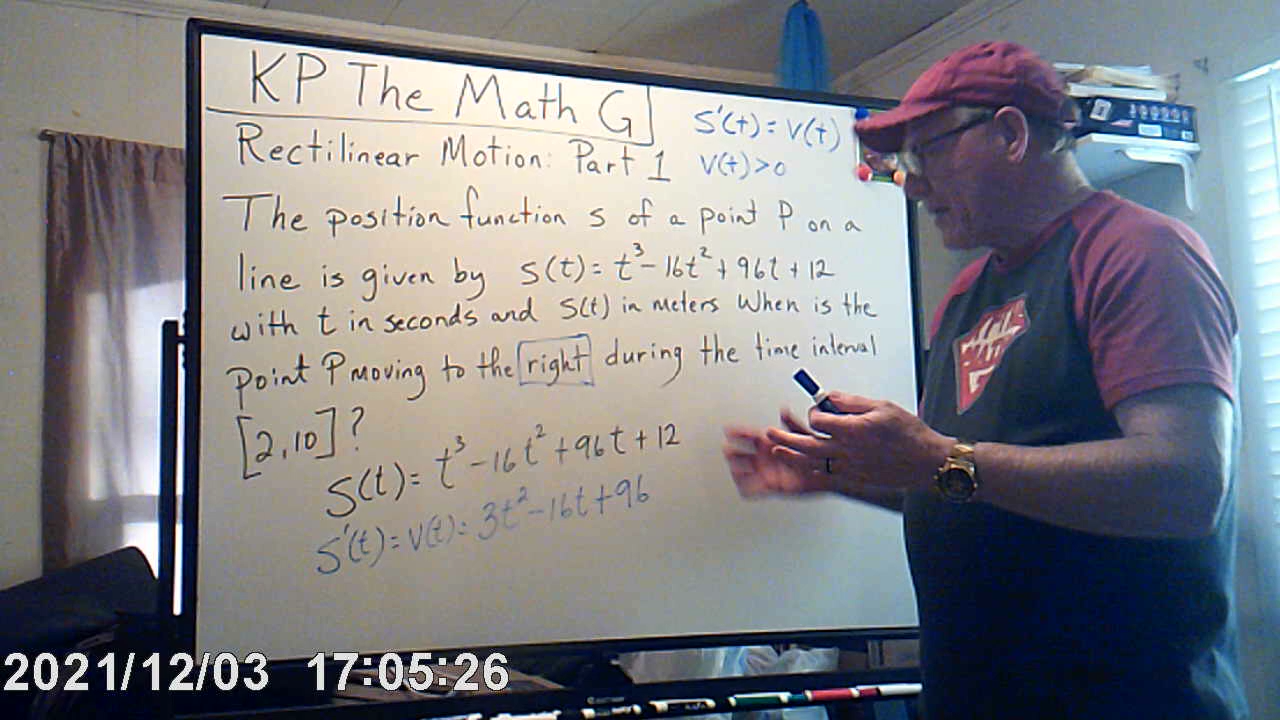 KP The Math G
S'(t) = V(t)
Rectilinear Motion: Part 1
V(t)>0
The position function s of a point P on a
line is given by S(t) = t³ - 16t² + 96t + 12
with t in seconds and S(t) in meters When is the
point P moving to the right during the time interval
[2,10]?
S(t) = t³ - 16t² + 96t + 12
S'(t) = V(t) = 3t² - 16t + 96
2021/12/03 17:05:26